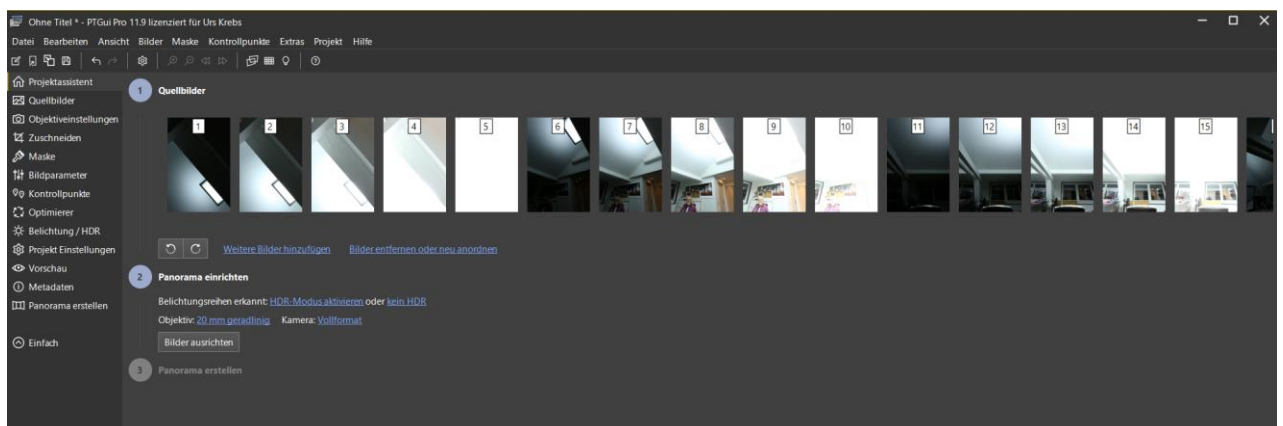 Ohne Titel * - PTGui Pro 11.9 lizenziert für Urs Krebs
Datei Bearbeiten Ansicht Bilder Maske Kontrollpunkte Extras Projekt Hilfe
Projektassistent
Quellbilder
Objektiveinstellungen
Zuschneiden
Maske
Bildparameter
Kontrollpunkte
Optimierer
Belichtung / HDR
Projekt Einstellungen
Vorschau
Metadaten
Panorama erstellen
Einfach
1 Quellbilder
1 2 3 4 5 6 7 8 9 10 11 12 13 14 15
Weitere Bilder hinzufügen Bilder entfernen oder neu anordnen
2 Panorama einrichten
Belichtungsreihen erkannt: HDR-Modus aktivieren oder kein HDR
Objektiv: 20 mm geradlinig Kamera: Vollformat
Bilder ausrichten
3 Panorama erstellen